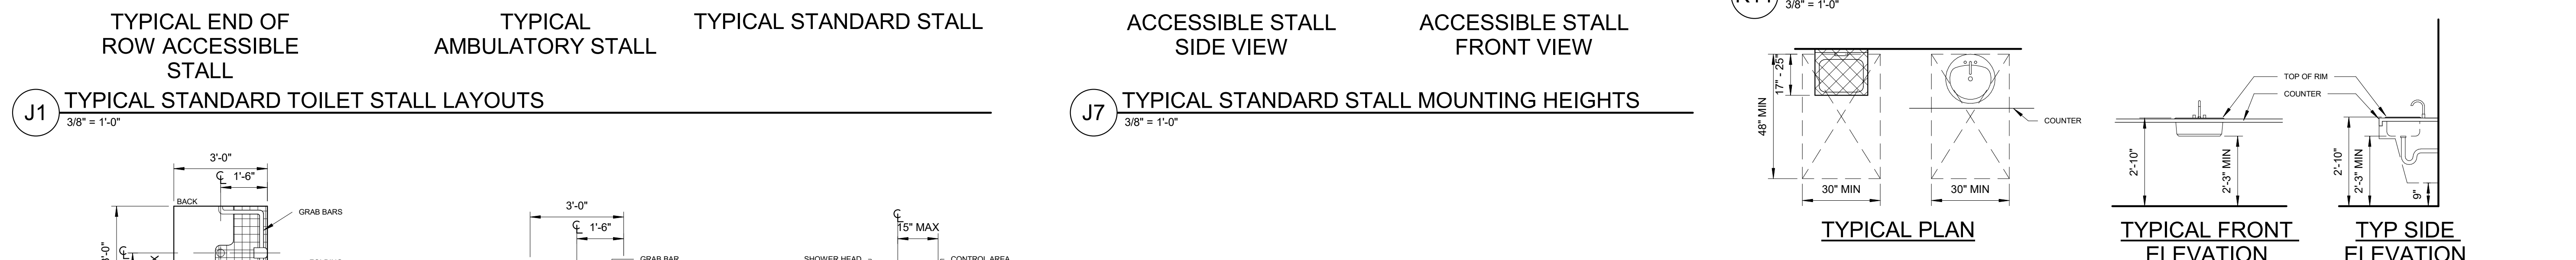 TYPICAL END OF
ROW ACCESSIBLE
STALL
TYPICAL
AMBULATORY STALL
TYPICAL STANDARD STALL
J1
TYPICAL STANDARD TOILET STALL LAYOUTS
3/8" = 1'-0"
ACCESSIBLE STALL
SIDE VIEW
ACCESSIBLE STALL
FRONT VIEW
J7
TYPICAL STANDARD STALL MOUNTING HEIGHTS
3/8" = 1'-0"
3/8" = 1'-0"
17" - 25"
48" MIN
30" MIN
30" MIN
COUNTER
TYPICAL PLAN
TOP OF RIM
COUNTER
2'-10"
2'-3" MIN
TYPICAL FRONT
ELEVATION
2'-10"
2'-3" MIN
9"
TYP SIDE
ELEVATION
3'-0"
1'-6"
BACK
GRAB BARS
3'-0"
1'-6"
GRAB BAR
15" MAX
SHOWER HEAD
CONTROL AREA